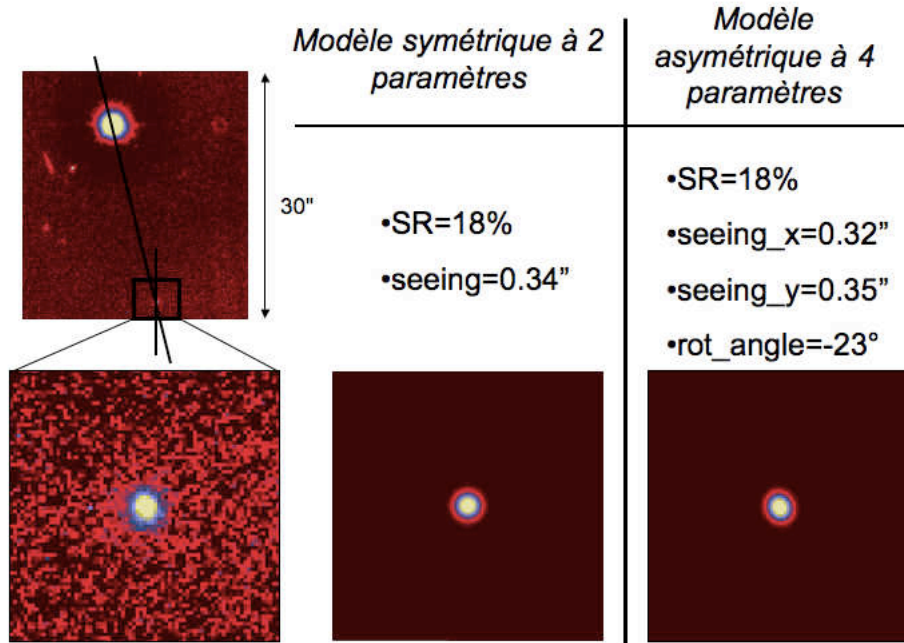 Modèle symétrique à 2
paramètres
Modèle
asymétrique à 4
paramètres
30"
•SR=18%
•seeing=0.34”
•SR=18%
•seeing_x=0.32”
•seeing_y=0.35”
•rot_angle=-23°